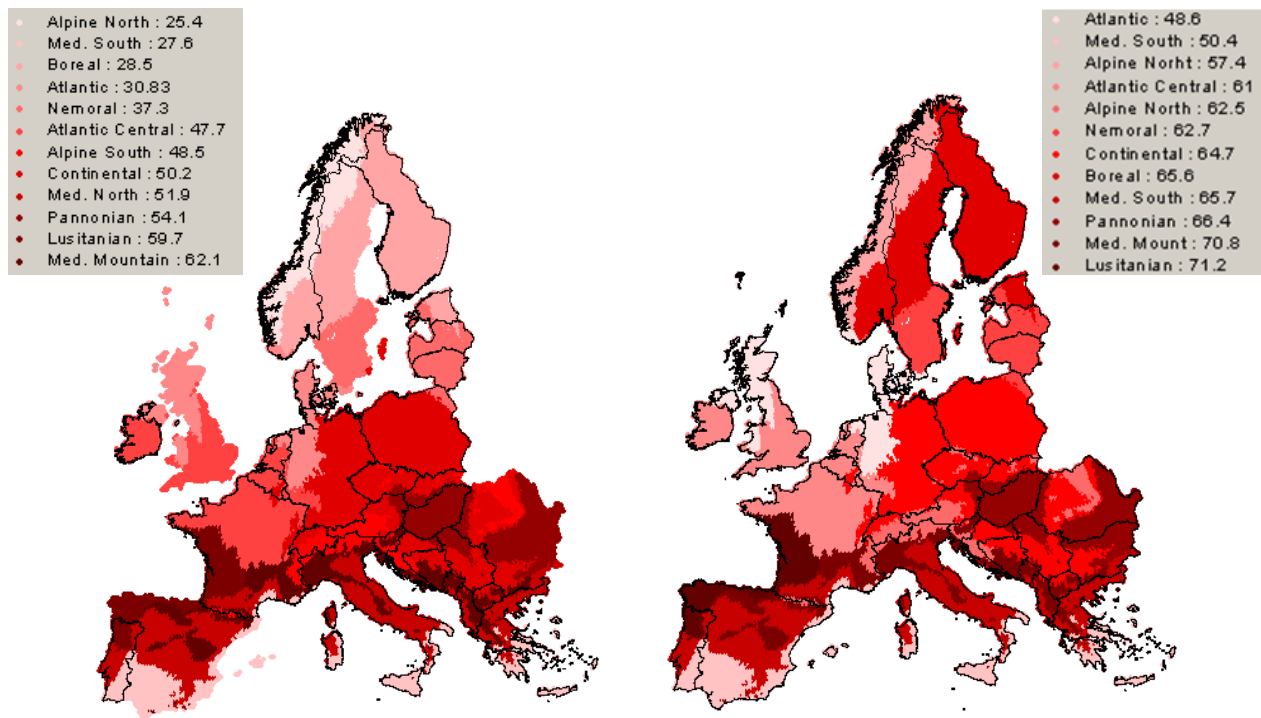 Alpine North : 25.4
Med. South : 27.6
Boreal : 28.5
Atlantic : 30.83
Nemoral : 37.3
Atlantic Central : 47.7
Alpine South : 48.5
Continental : 50.2
Med. North : 51.9
Pannonian : 54.1
Lusitanian : 59.7
Med. Mountain : 62.1
Atlantic : 48.6
Med. South : 50.4
Alpine Norht : 57.4
Atlantic Central : 61
Alpine North : 62.5
Nemoral : 62.7
Continental : 64.7
Boreal : 65.6
Med. South : 65.7
Pannonian : 66.4
Med. Mount : 70.8
Lusitanian : 71.2